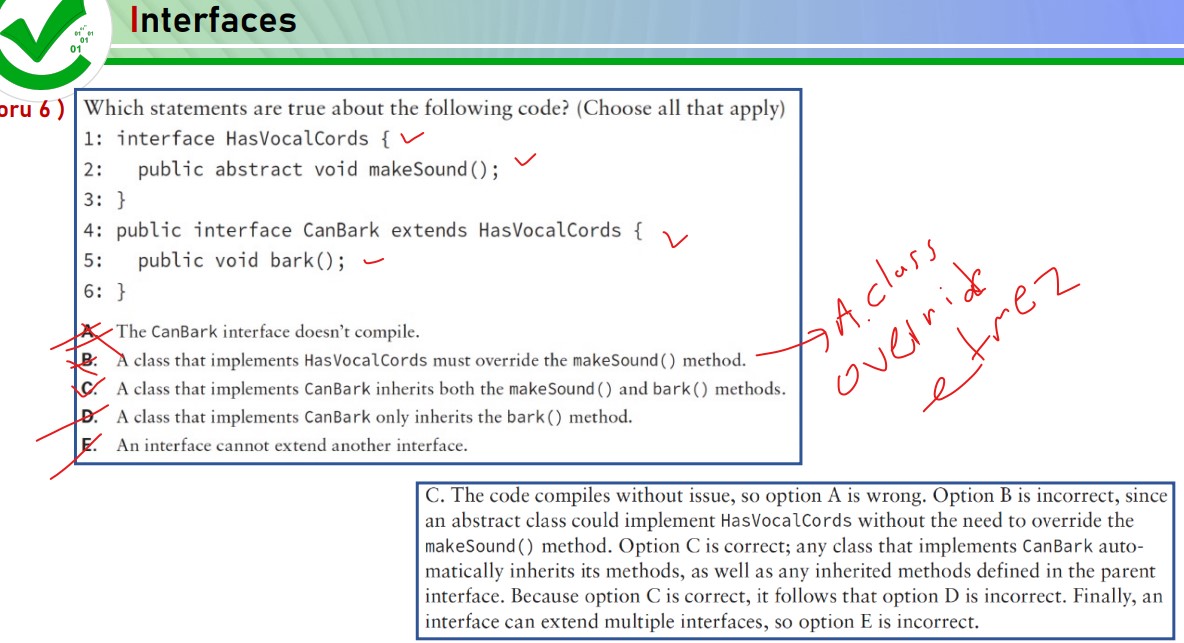 Interfaces
oru 6 )
Which statements are true about the following code? (Choose all that apply)
1: interface HasVocalCords {
2:   public abstract void makeSound();
3: }
4: public interface CanBark extends HasVocalCords {
5:   public void bark();
6: }
A. The CanBark interface doesn't compile.
B. A class that implements HasVocalCords must override the makeSound() method.
C. A class that implements CanBark inherits both the makeSound() and bark() methods.
D. A class that implements CanBark only inherits the bark() method.
E. An interface cannot extend another interface.
A.class
override
etmez
C. The code compiles without issue, so option A is wrong. Option B is incorrect, since
an abstract class could implement HasVocalCords without the need to override the
makeSound() method. Option C is correct; any class that implements CanBark auto-
matically inherits its methods, as well as any inherited methods defined in the parent
interface. Because option C is correct, it follows that option D is incorrect. Finally, an
interface can extend multiple interfaces, so option E is incorrect.